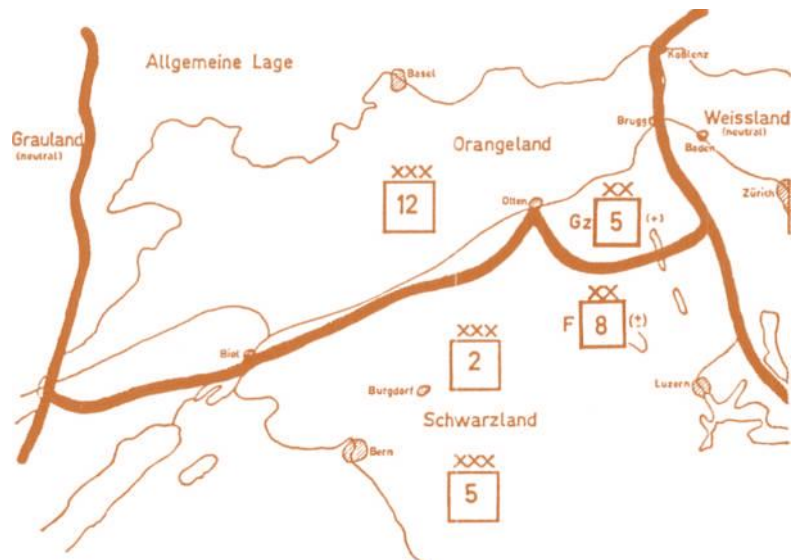 Allgemeine Lage
Koblenz
Basel
Grauland
(neutral)
Brugg
Weissland
(neutral)
Baden
Orangeland
Zürich
XXX
12
Olten
XX
Gz 5 (+)
XX
F 8 (+)
XXX
2
Biel
Burgdorf
Luzern
Schwarzland
Bern
XXX
5